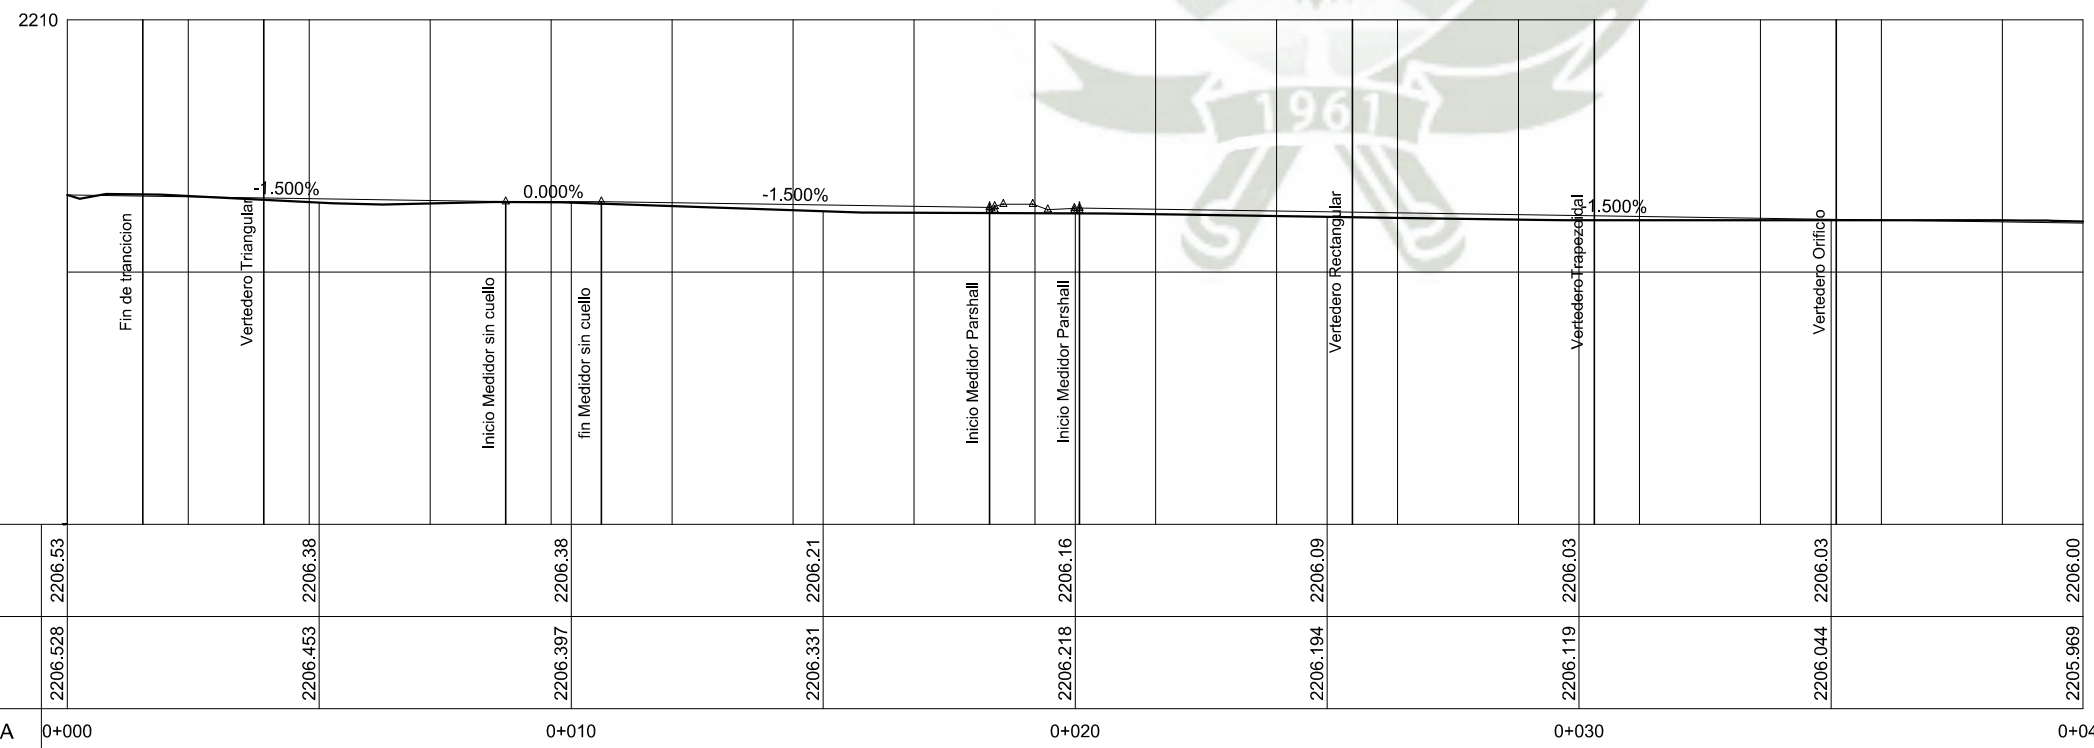 2210
1961
-1.500%
0.000%
-1.500%
-1.500%
Fin de trancicion
Vertedero Triangular
Inicio Medidor sin cuello
fin Medidor sin cuello
Inicio Medidor Parshall
Inicio Medidor Parshall
Vertedero Rectangular
Vertedero Trapezoidal
Vertedero Orifico
2206.53
2206.38
2206.38
2206.21
2206.16
2206.09
2206.03
2206.03
2206.00
2206.528
2206.453
2206.397
2206.331
2206.218
2206.194
2206.119
2206.044
2205.969
A
0+000
0+010
0+020
0+030
0+04